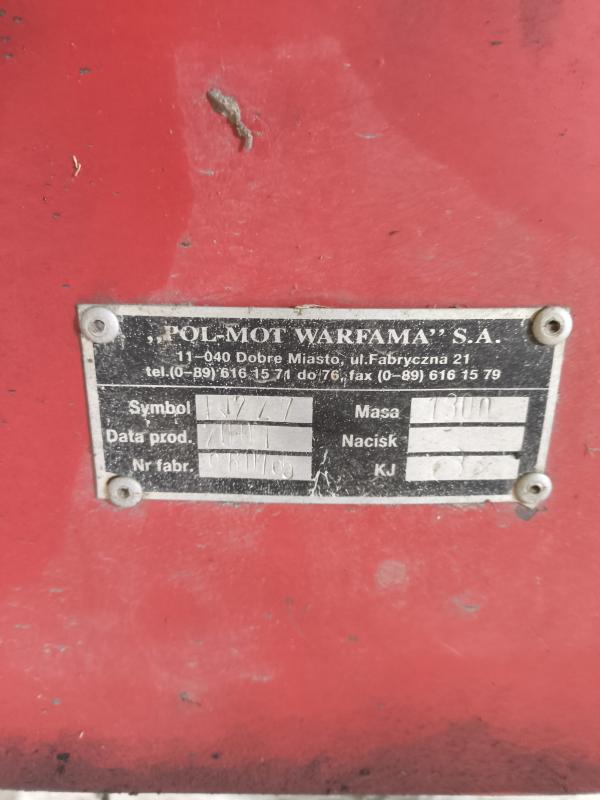 „POL-MOT WARFAMA” S.A.
11-040 Dobre Miasto, ul.Fabryczna 21
tel.(0-89) 616 15 71 do 76, fax (0-89) 616 15 79
Symbol
Masa 1300
Data prod.
Nacisk
Nr fabr.
KJ